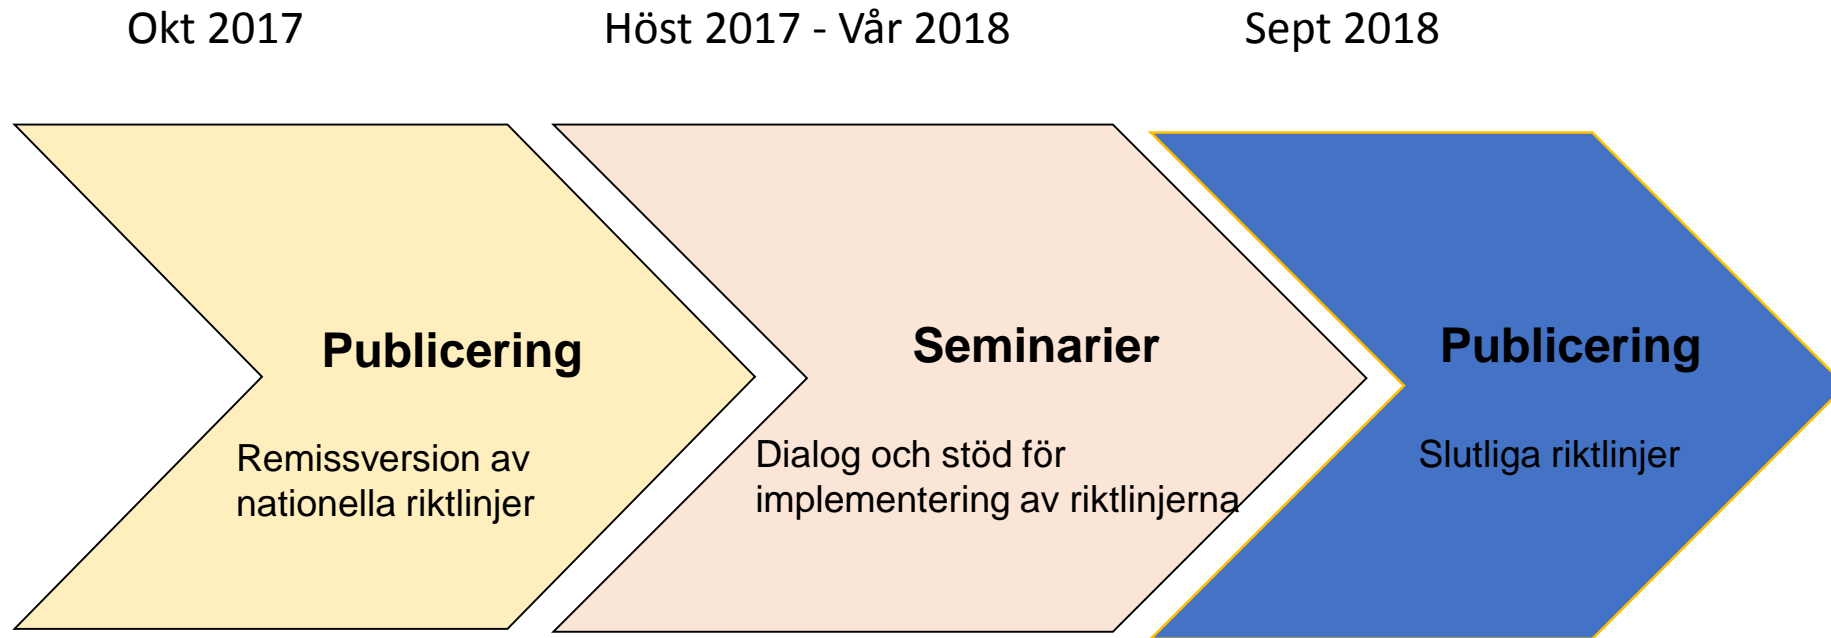 Okt 2017
Höst 2017 - Vår 2018
Sept 2018
Publicering
Remissversion av
nationella riktlinjer
Seminarier
Dialog och stöd för
implementering av riktlinjerna
Publicering
Slutliga riktlinjer